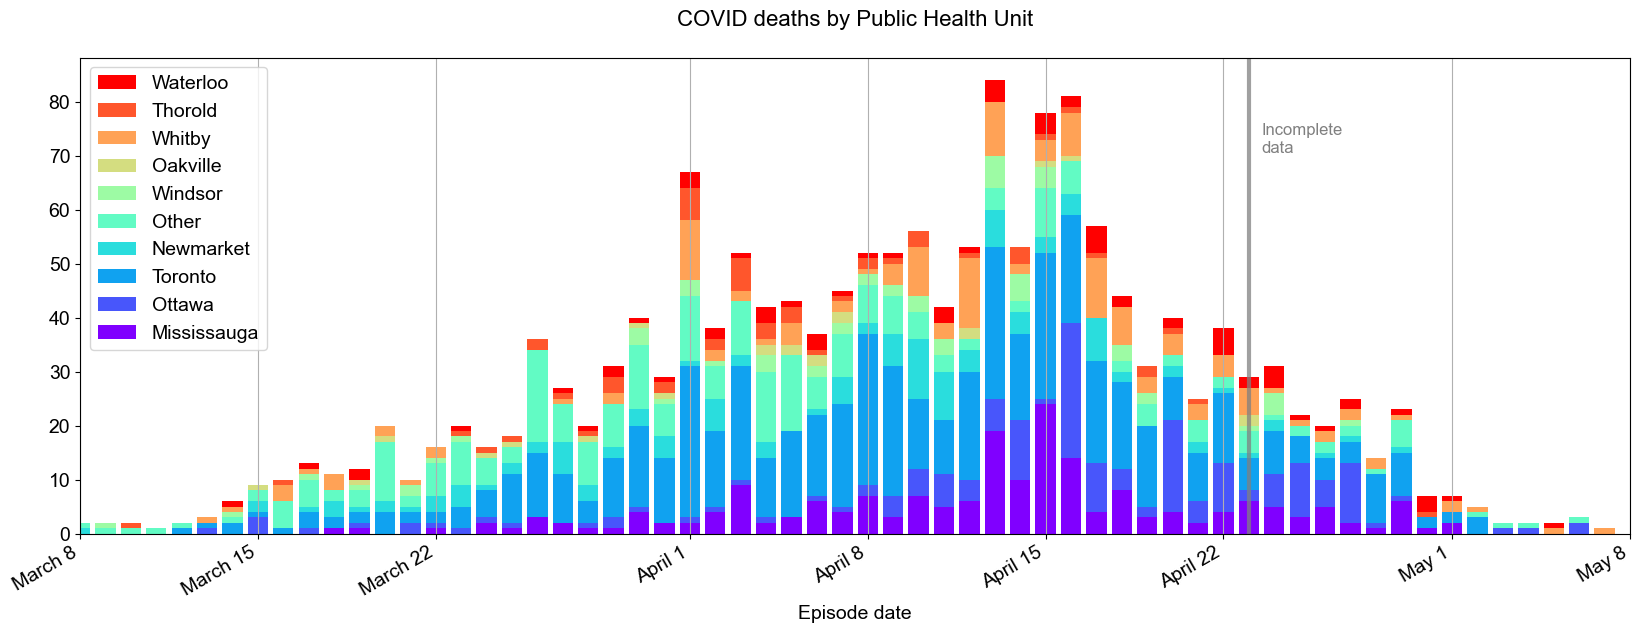 COVID deaths by Public Health Unit
Waterloo
Thorold
Whitby
Oakville
Windsor
Other
Newmarket
Toronto
Ottawa
Mississauga
Incomplete
data
80
70
60
50
40
30
20
10
0
March 8
March 15
March 22
April 1
April 8
April 15
April 22
May 1
May 8
Episode date